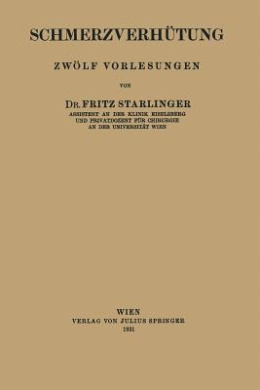 SCHMERZVERHÜTUNG
ZWÖLF VORLESUNGEN
VON
DR. FRITZ STARLINGER
ASSISTENT AN DER KLINIK EISELSBERG
UND PRIVATDOZENT FÜR CHIRURGIE
AN DER UNIVERSITÄT WIEN
WIEN
VERLAG VON JULIUS SPRINGER
1931